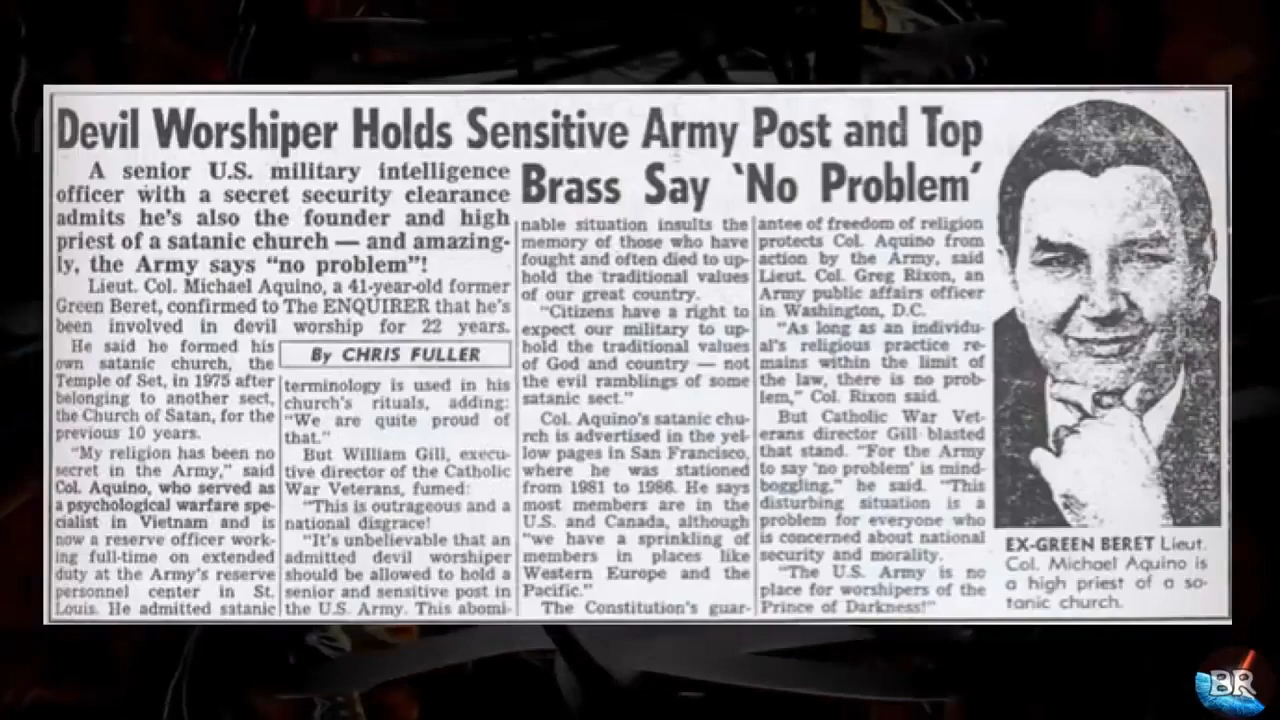 Devil Worshiper Holds Sensitive Army Post and Top
Brass Say 'No Problem'
A senior U.S. military intelligence
officer with a secret security clearance
admits he's also the founder and high
priest of a satanic church — and amazing-
ly, the Army says "no problem"!
Lieut. Col. Michael Aquino, a 41-year-old former
Green Beret, confirmed to The ENQUIRER that he's
been involved in devil worship for 22 years.
He said he formed his
own satanic church, the
Temple of Set, in 1975 after
belonging to another sect,
the Church of Satan, for the
previous 10 years.
"My religion has been no
secret in the Army," said
Col. Aquino, who served as
a psychological warfare spe-
cialist in Vietnam and is
now a reserve officer work-
ing full-time on extended
duty at the Army's reserve
personnel center in St.
Louis. He admitted satanic
By CHRIS FULLER
terminology is used in his
church's rituals, adding:
"We are quite proud of
that."
But William Gill, execu-
tive director of the Catholic
War Veterans, fumed:
"This is outrageous and a
national disgrace!
"It's unbelievable that an
admitted devil worshiper
should be allowed to hold a
senior and sensitive post in
the U.S. Army. This abomi-
nable situation insults the
memory of those who have
fought and often died to up-
hold the traditional values
of our great country.
"Citizens have a right to
expect our military to up-
hold the traditional values
of God and country — not
the evil ramblings of some
satanic sect."
Col. Aquino's satanic chu-
rch is advertised in the yel-
low pages in San Francisco,
where he was stationed
from 1981 to 1986. He says
most members are in the
U.S. and Canada, although
"we have a sprinkling of
members in places like
Western Europe and the
Pacific."
The Constitution's guar-
antee of freedom of religion
protects Col. Aquino from
action by the Army, said
Lieut. Col. Greg Rixon, an
Army public affairs officer
in Washington, D.C.
"As long as an individu-
al's religious practice re-
mains within the limit of
the law, there is no prob-
lem," Col. Rixon said.
But Catholic War Vet-
erans director Gill blasted
that stand. "For the Army
to say 'no problem' is mind-
boggling," he said. "This
disturbing situation is a
problem for everyone who
is concerned about national
security and morality.
"The U.S. Army is no
place for worshipers of the
Prince of Darkness!"
EX-GREEN BERET Lieut.
Col. Michael Aquino is
a high priest of a sa-
tanic church.
BR